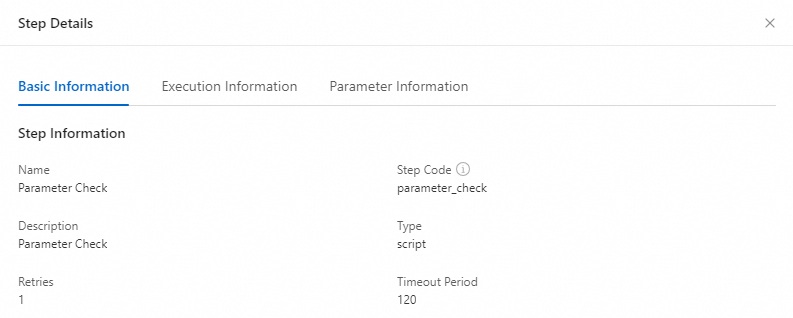 Step Details
Basic Information Execution Information Parameter Information
Step Information
Name Step Code
Parameter Check parameter_check
Description Type
Parameter Check script
Retries Timeout Period
1 120